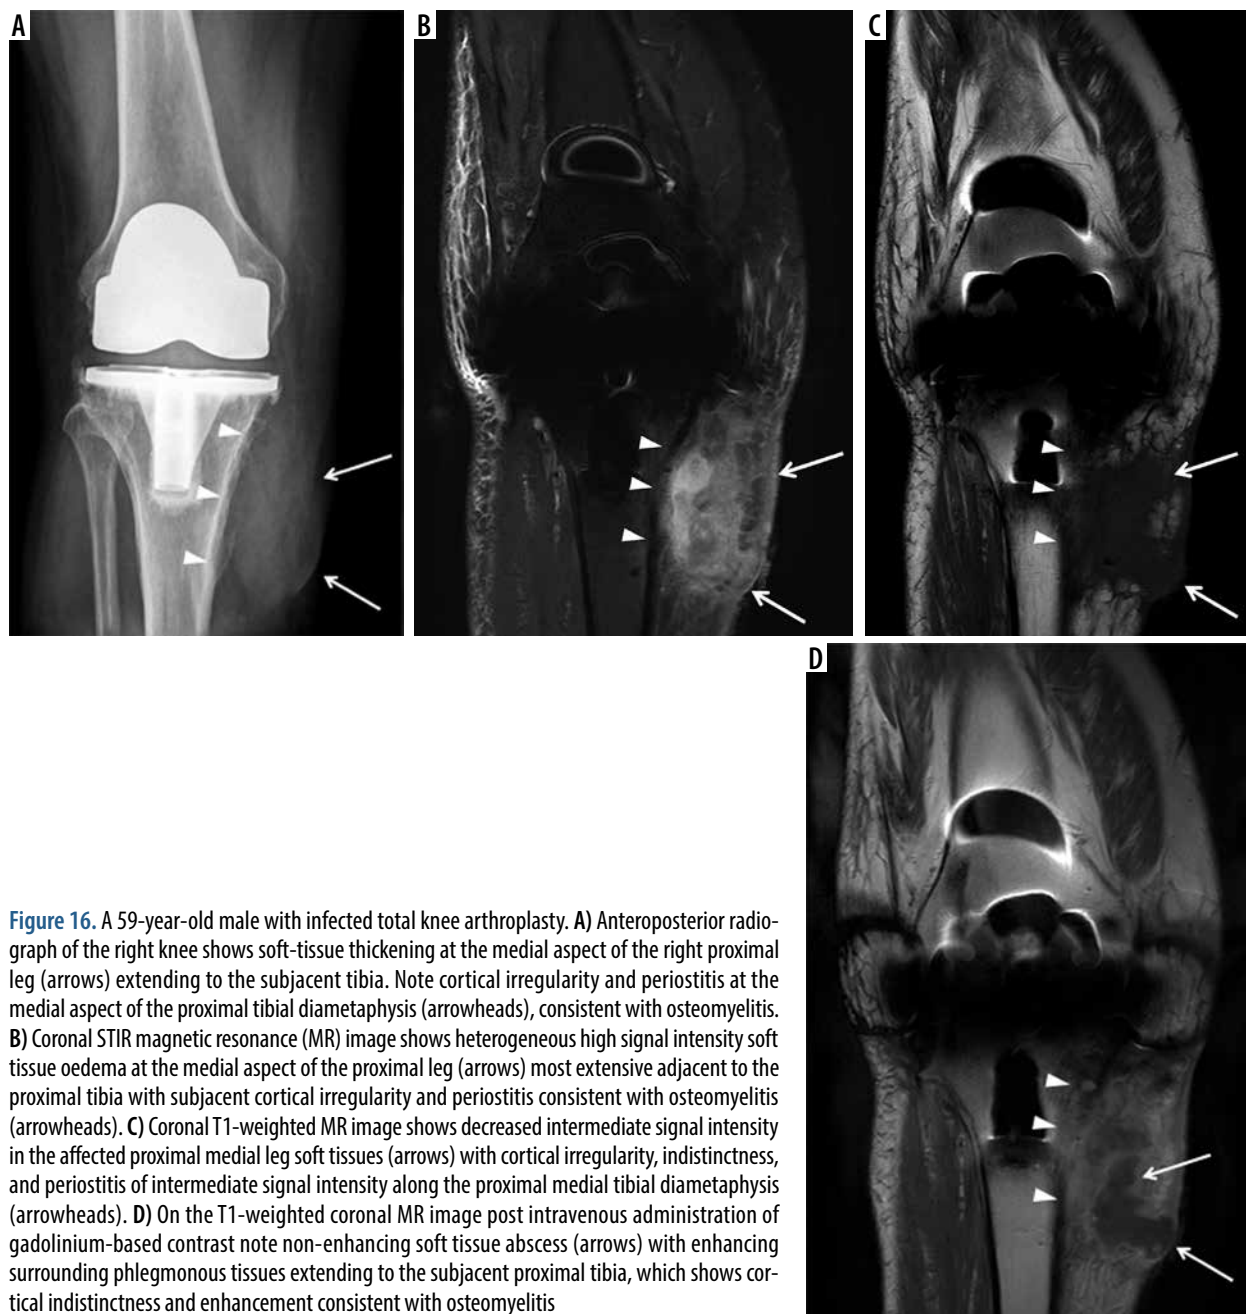 A
B
C
D
Figure 16. A 59-year-old male with infected total knee arthroplasty. A) Anteroposterior radio-
graph of the right knee shows soft-tissue thickening at the medial aspect of the right proximal
leg (arrows) extending to the subjacent tibia. Note cortical irregularity and periostitis at the
medial aspect of the proximal tibial diametaphysis (arrowheads), consistent with osteomyelitis.
B) Coronal STIR magnetic resonance (MR) image shows heterogeneous high signal intensity soft
tissue oedema at the medial aspect of the proximal leg (arrows) most extensive adjacent to the
proximal tibia with subjacent cortical irregularity and periostitis consistent with osteomyelitis
(arrowheads). C) Coronal T1-weighted MR image shows decreased intermediate signal intensity
in the affected proximal medial leg soft tissues (arrows) with cortical irregularity, indistinctness,
and periostitis of intermediate signal intensity along the proximal medial tibial diametaphysis
(arrowheads). D) On the T1-weighted coronal MR image post intravenous administration of
gadolinium-based contrast note non-enhancing soft tissue abscess (arrows) with enhancing
surrounding phlegmonous tissues extending to the subjacent proximal tibia, which shows cor-
tical indistinctness and enhancement consistent with osteomyelitis